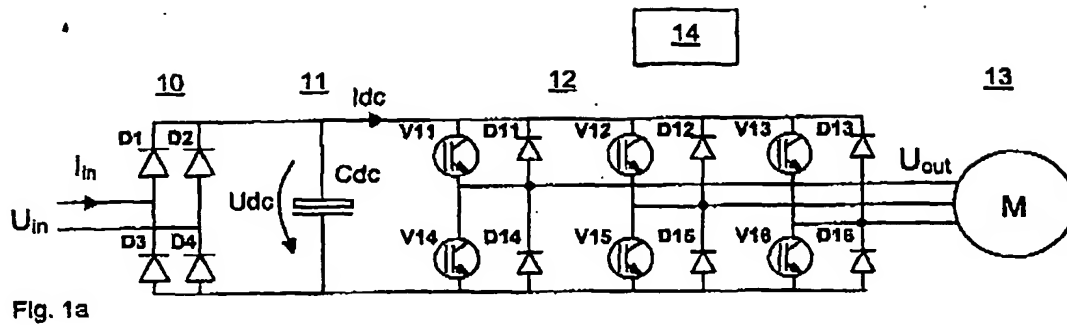 14
10 11 12 13
Idc
D1 D2 V11 D11 V12 D12 V13 D13
Iin Uout
Udc Cdc M
Uin
D3 D4 V14 D14 V15 D15 V16 D16
Fig. 1a